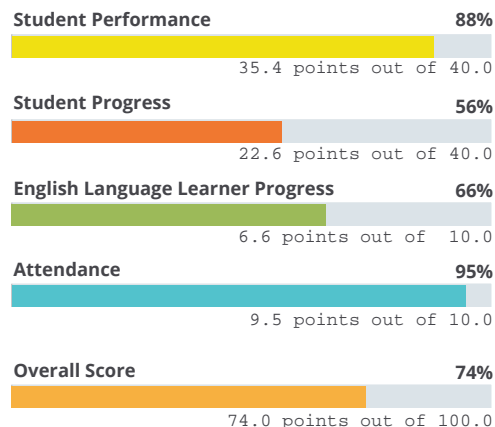 Student Performance 88%
35.4 points out of 40.0
Student Progress 56%
22.6 points out of 40.0
English Language Learner Progress 66%
6.6 points out of 10.0
Attendance 95%
9.5 points out of 10.0
Overall Score 74%
74.0 points out of 100.0